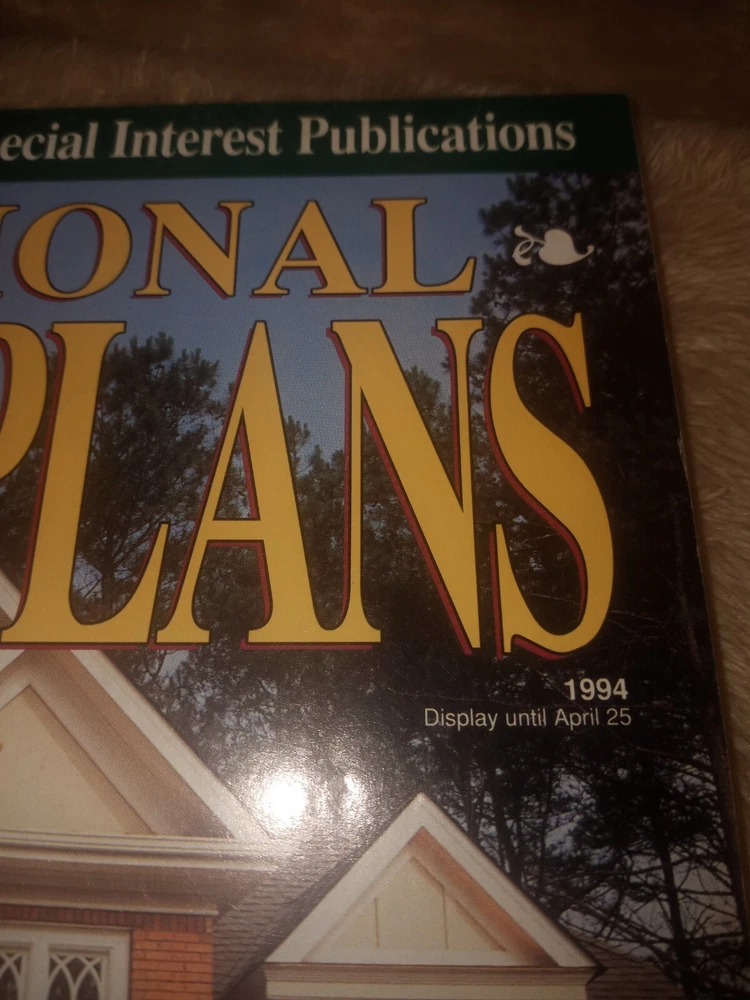 ecial Interest Publications
IONAL
PLANS
1994
Display until April 25